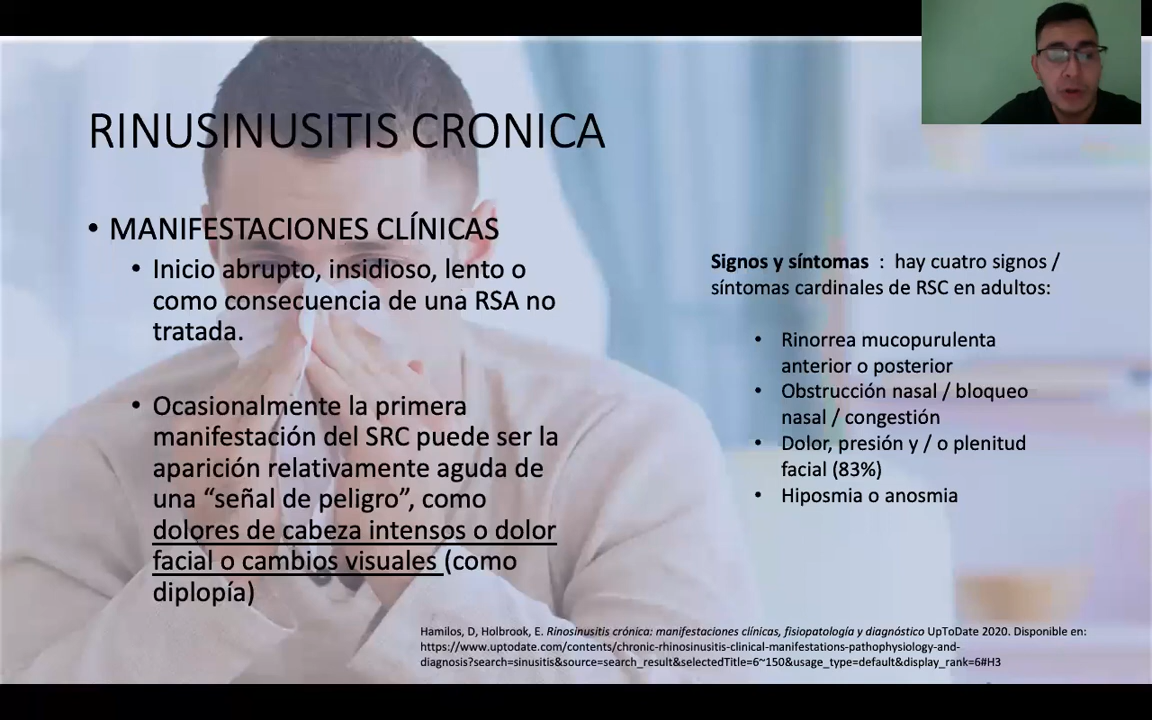 RINUSINUSITIS CRONICA
• MANIFESTACIONES CLÍNICAS
• Inicio abrupto, insidioso, lento o
como consecuencia de una RSA no
tratada.
• Ocasionalmente la primera
manifestación del SRC puede ser la
aparición relativamente aguda de
una “señal de peligro”, como
dolores de cabeza intensos o dolor
facial o cambios visuales (como
diplopía)
Signos y síntomas : hay cuatro signos /
síntomas cardinales de RSC en adultos:
• Rinorrea mucopurulenta
anterior o posterior
• Obstrucción nasal / bloqueo
nasal / congestión
• Dolor, presión y / o plenitud
facial (83%)
• Hiposmia o anosmia
Hamilos, D, Holbrook, E. Rinosinusitis crónica: manifestaciones clínicas, fisiopatología y diagnóstico UpToDate 2020. Disponible en:
https://www.uptodate.com/contents/chronic-rhinosinusitis-clinical-manifestations-pathophysiology-and-
diagnosis?search=sinusitis&source=search_result&selectedTitle=6~150&usage_type=default&display_rank=6#H3